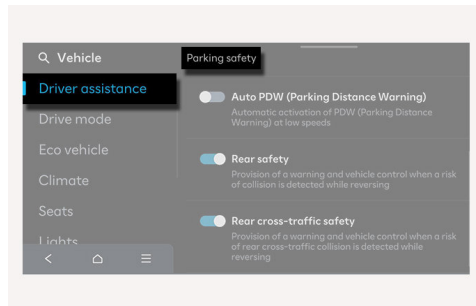 Vehicle
Driver assistance
Drive mode
Eco vehicle
Climate
Seats
Lights
Parking safety
Auto PDW (Parking Distance Warning)
Automatic activation of PDW (Parking Distance
Warning) at low speeds
Rear safety
Provision of a warning and vehicle control when a risk
of collision is detected while reversing
Rear cross-traffic safety
Provision of a warning and vehicle control when a risk
of rear cross-traffic collision is detected while
reversing